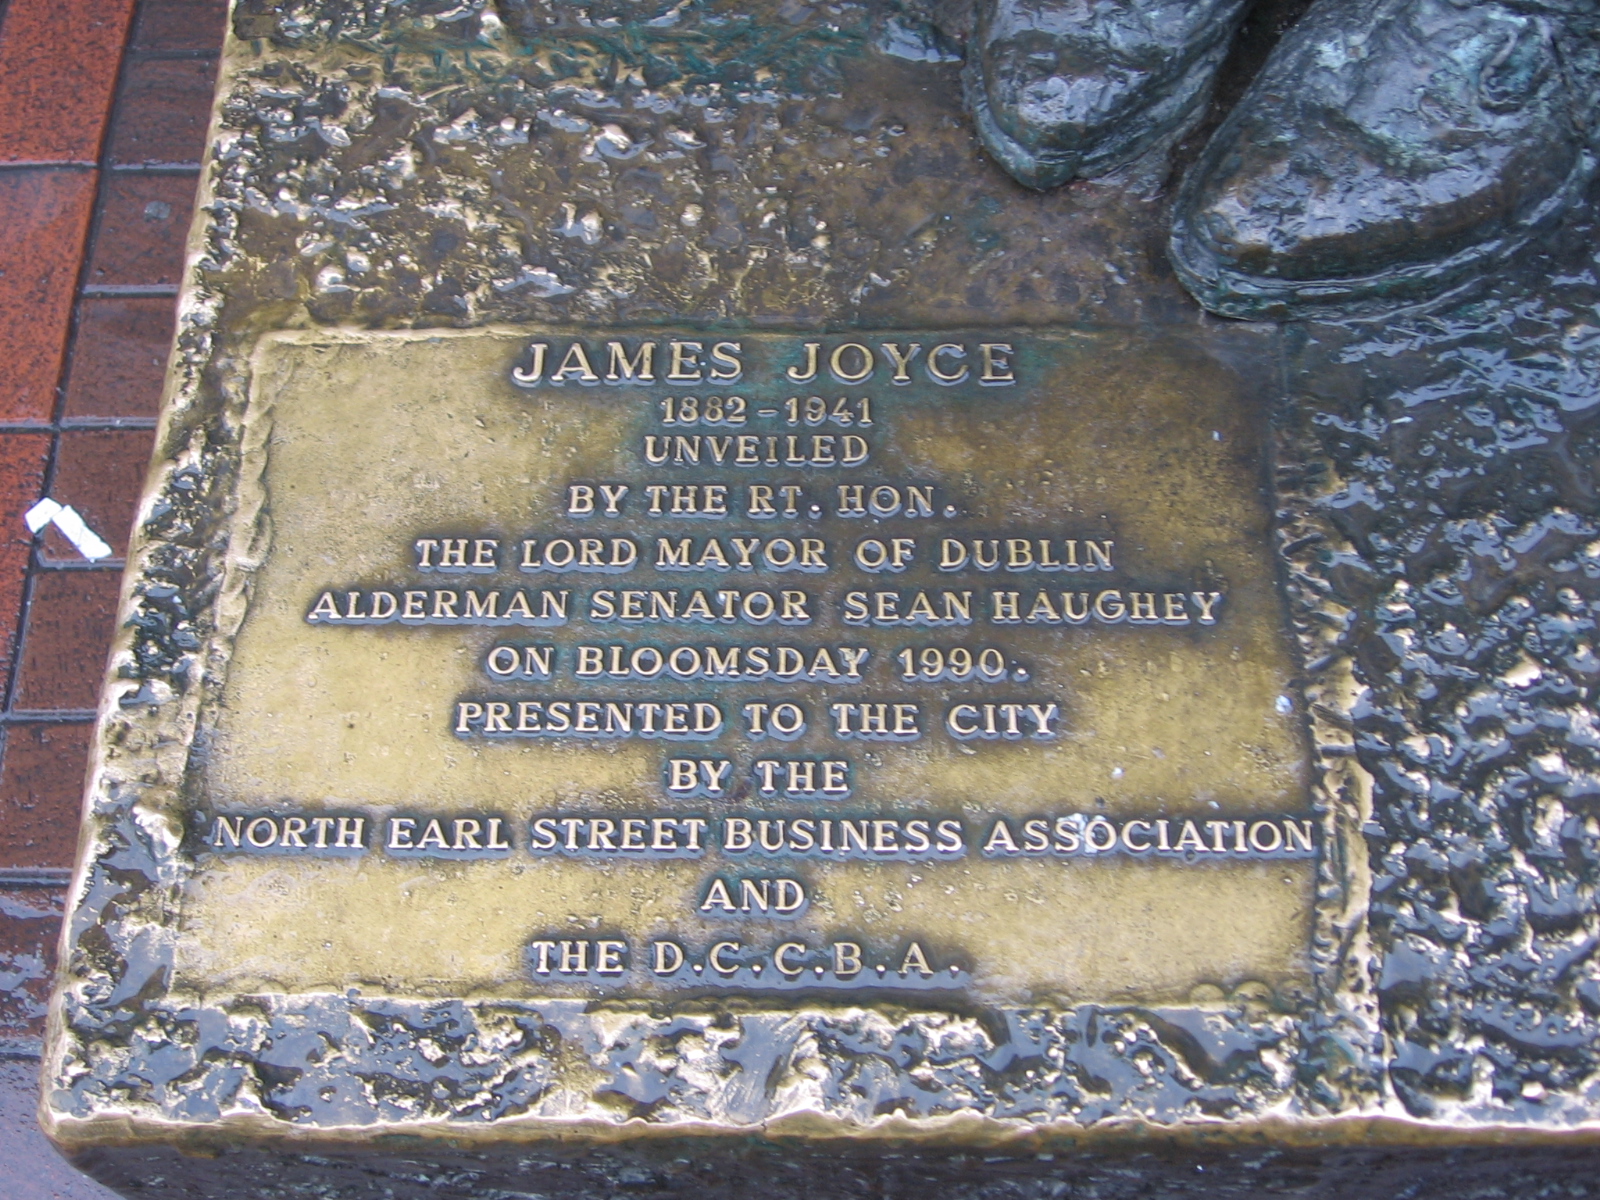 JAMES JOYCE
1882-1941
UNVEILED
BY THE RT. HON.
THE LORD MAYOR OF DUBLIN
ALDERMAN SENATOR SEAN HAUGHEY
ON BLOOMSDAY 1990.
PRESENTED TO THE CITY
BY THE
NORTH EARL STREET BUSINESS ASSOCIATION
AND
THE D.C.C.B.A.